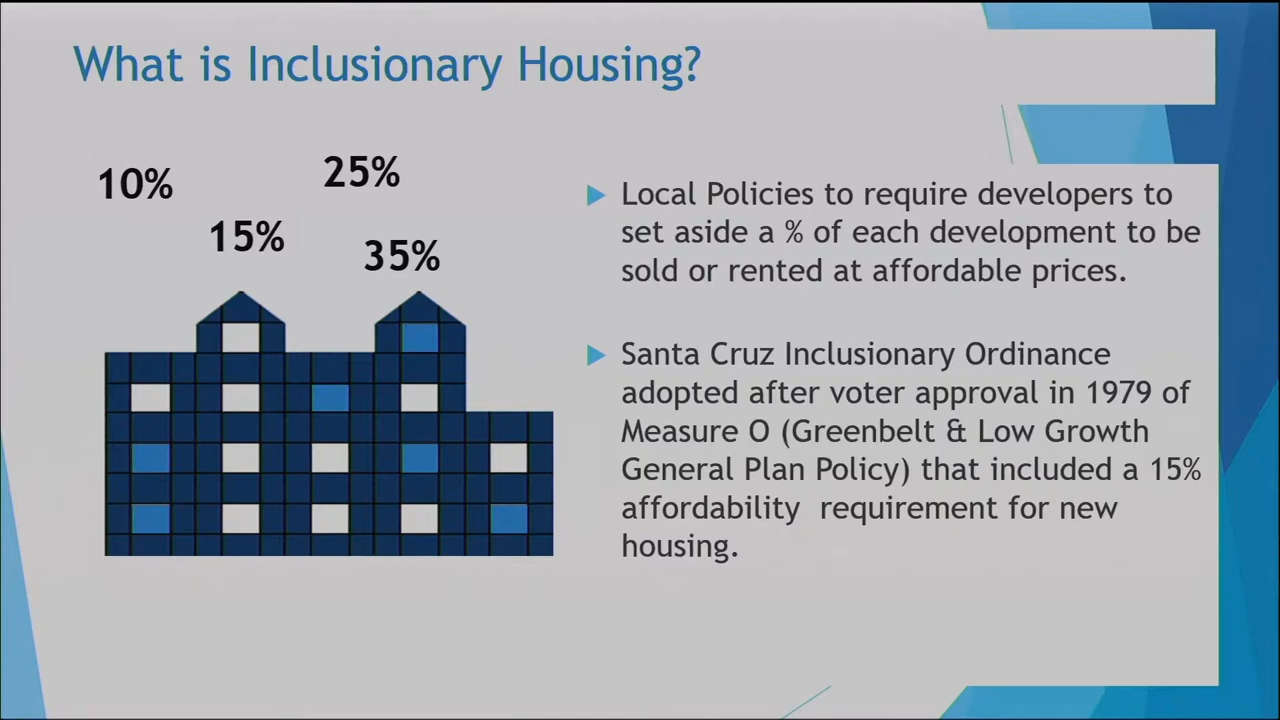 What is Inclusionary Housing?
10%
25%
15%
35%
Local Policies to require developers to
set aside a % of each development to be
sold or rented at affordable prices.
Santa Cruz Inclusionary Ordinance
adopted after voter approval in 1979 of
Measure O (Greenbelt & Low Growth
General Plan Policy) that included a 15%
affordability requirement for new
housing.